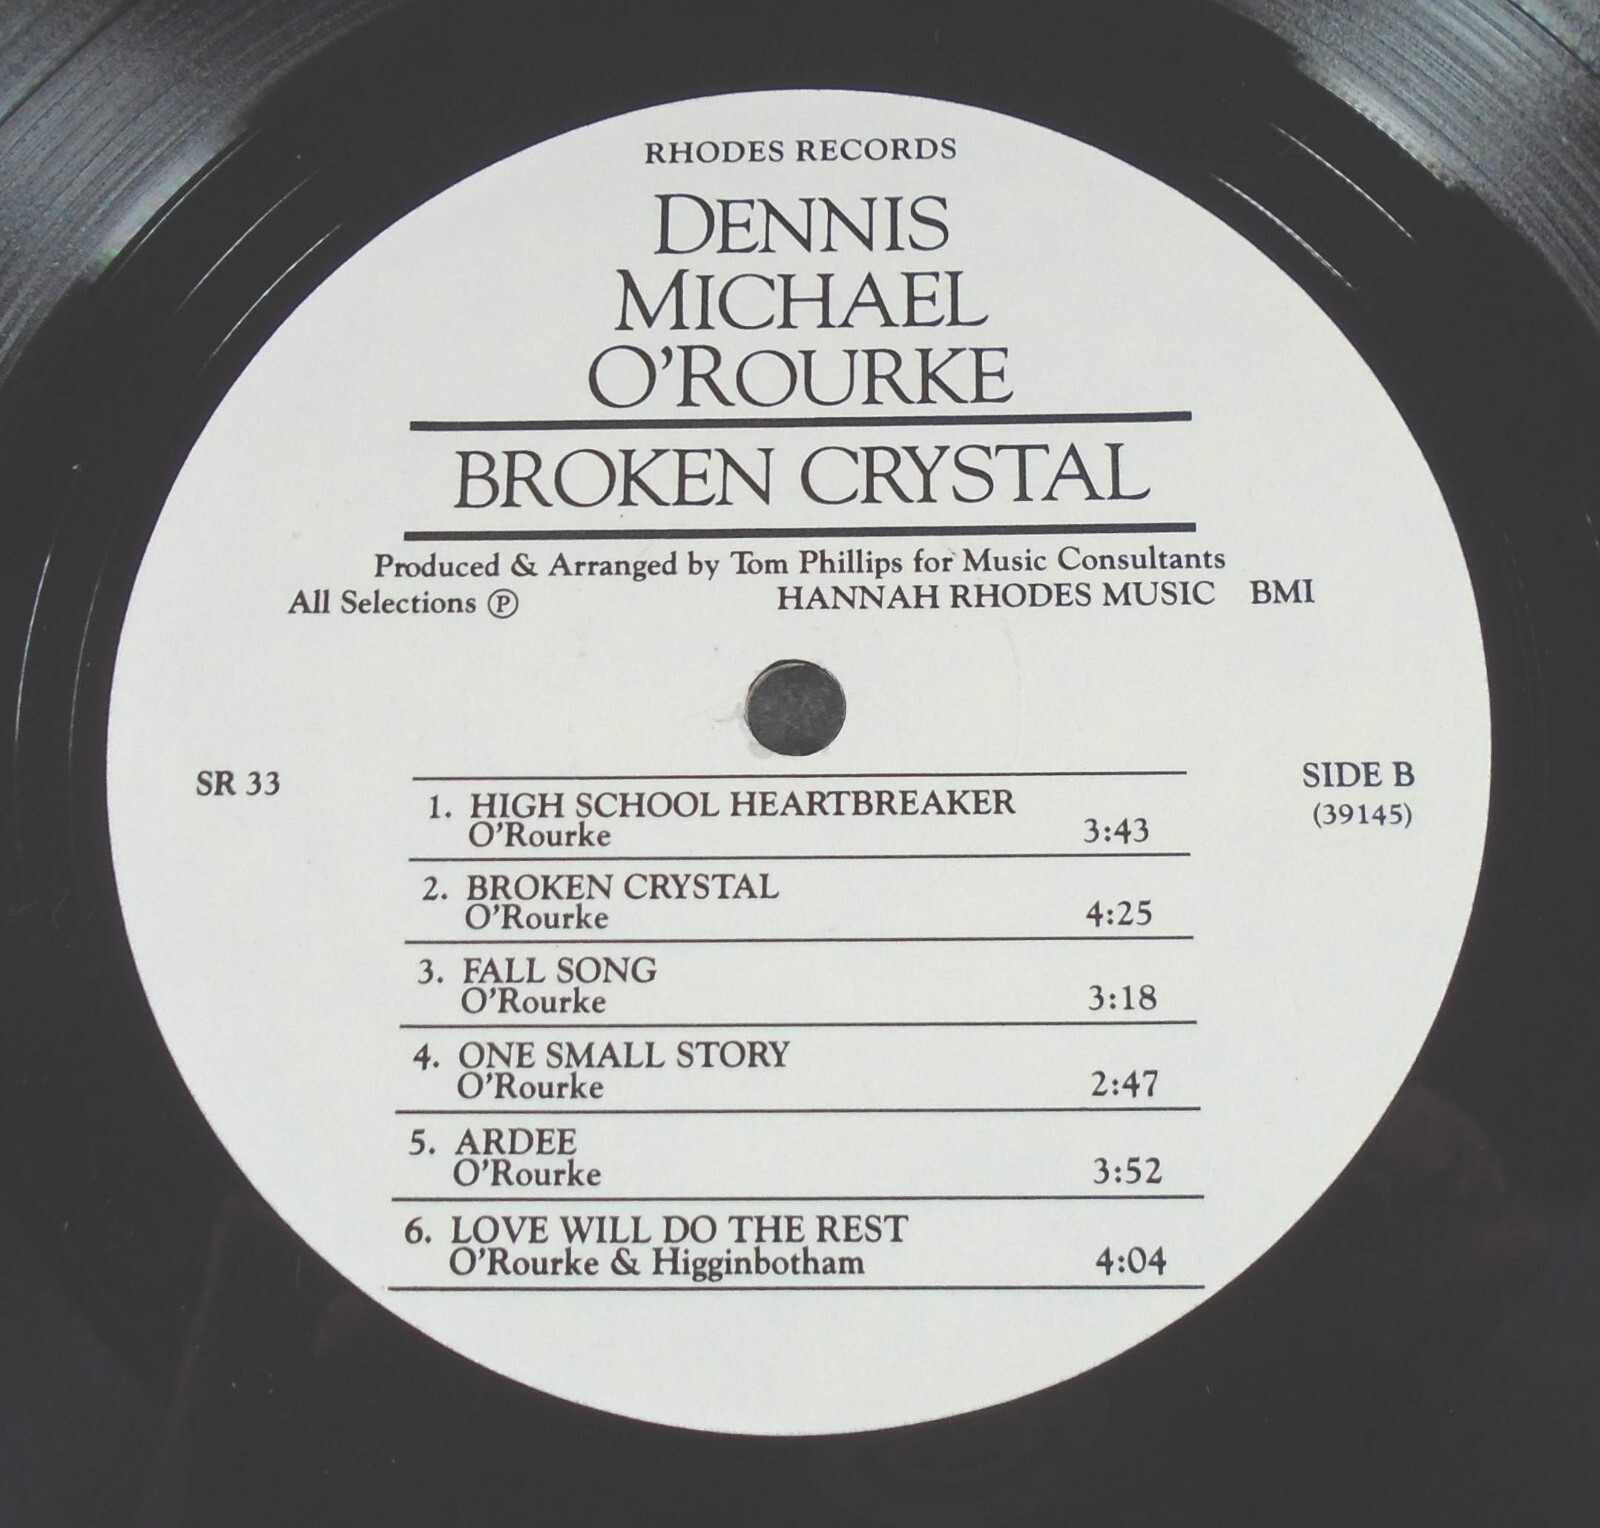 RHODES RECORDS
DENNIS
MICHAEL
O'ROURKE
BROKEN CRYSTAL
Produced & Arranged by Tom Phillips for Music Consultants
All Selections Ⓟ HANNAH RHODES MUSIC BMI
SR 33
SIDE B
(39145)
1. HIGH SCHOOL HEARTBREAKER
O'Rourke 3:43
2. BROKEN CRYSTAL
O'Rourke 4:25
3. FALL SONG
O'Rourke 3:18
4. ONE SMALL STORY
O'Rourke 2:47
5. ARDEE
O'Rourke 3:52
6. LOVE WILL DO THE REST
O'Rourke & Higginbotham 4:04